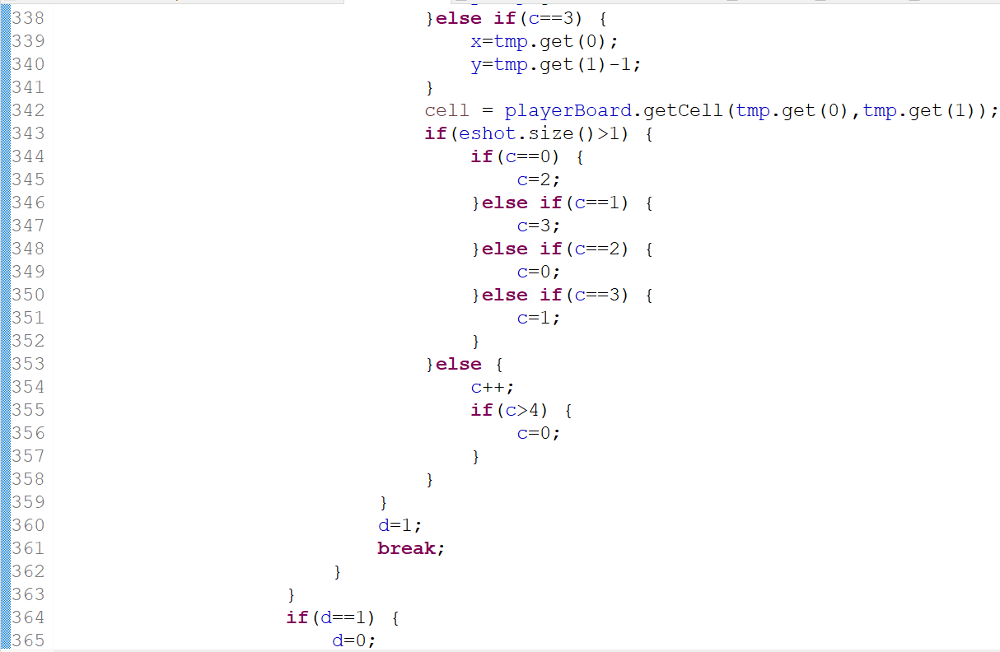 338 }else if(c==3) {
339 x=tmp.get(0);
340 y=tmp.get(1)-1;
341 }
342 cell = playerBoard.getCell(tmp.get(0),tmp.get(1));
343 if(eshot.size()>1) {
344 if(c==0) {
345 c=2;
346 }else if(c==1) {
347 c=3;
348 }else if(c==2) {
349 c=0;
350 }else if(c==3) {
351 c=1;
352 }
353 }else {
354 c++;
355 if(c>4) {
356 c=0;
357 }
358 }
359 }
360 d=1;
361 break;
362 }
363 }
364 if(d==1) {
365 d=0;